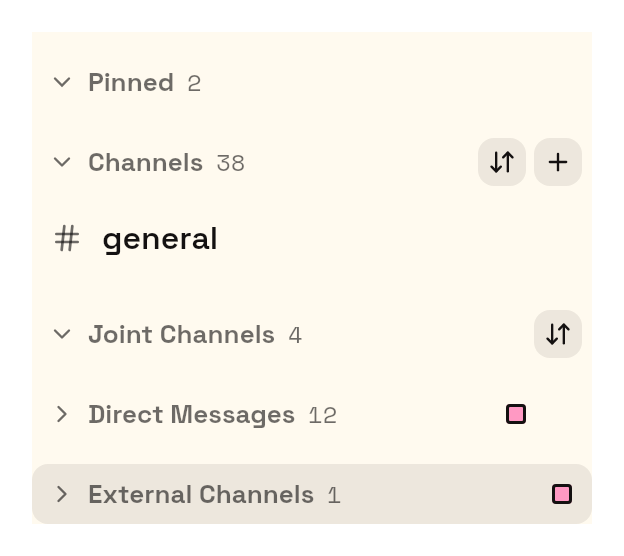 Pinned 2
Channels 38
# general
Joint Channels 4
Direct Messages 12
External Channels 1